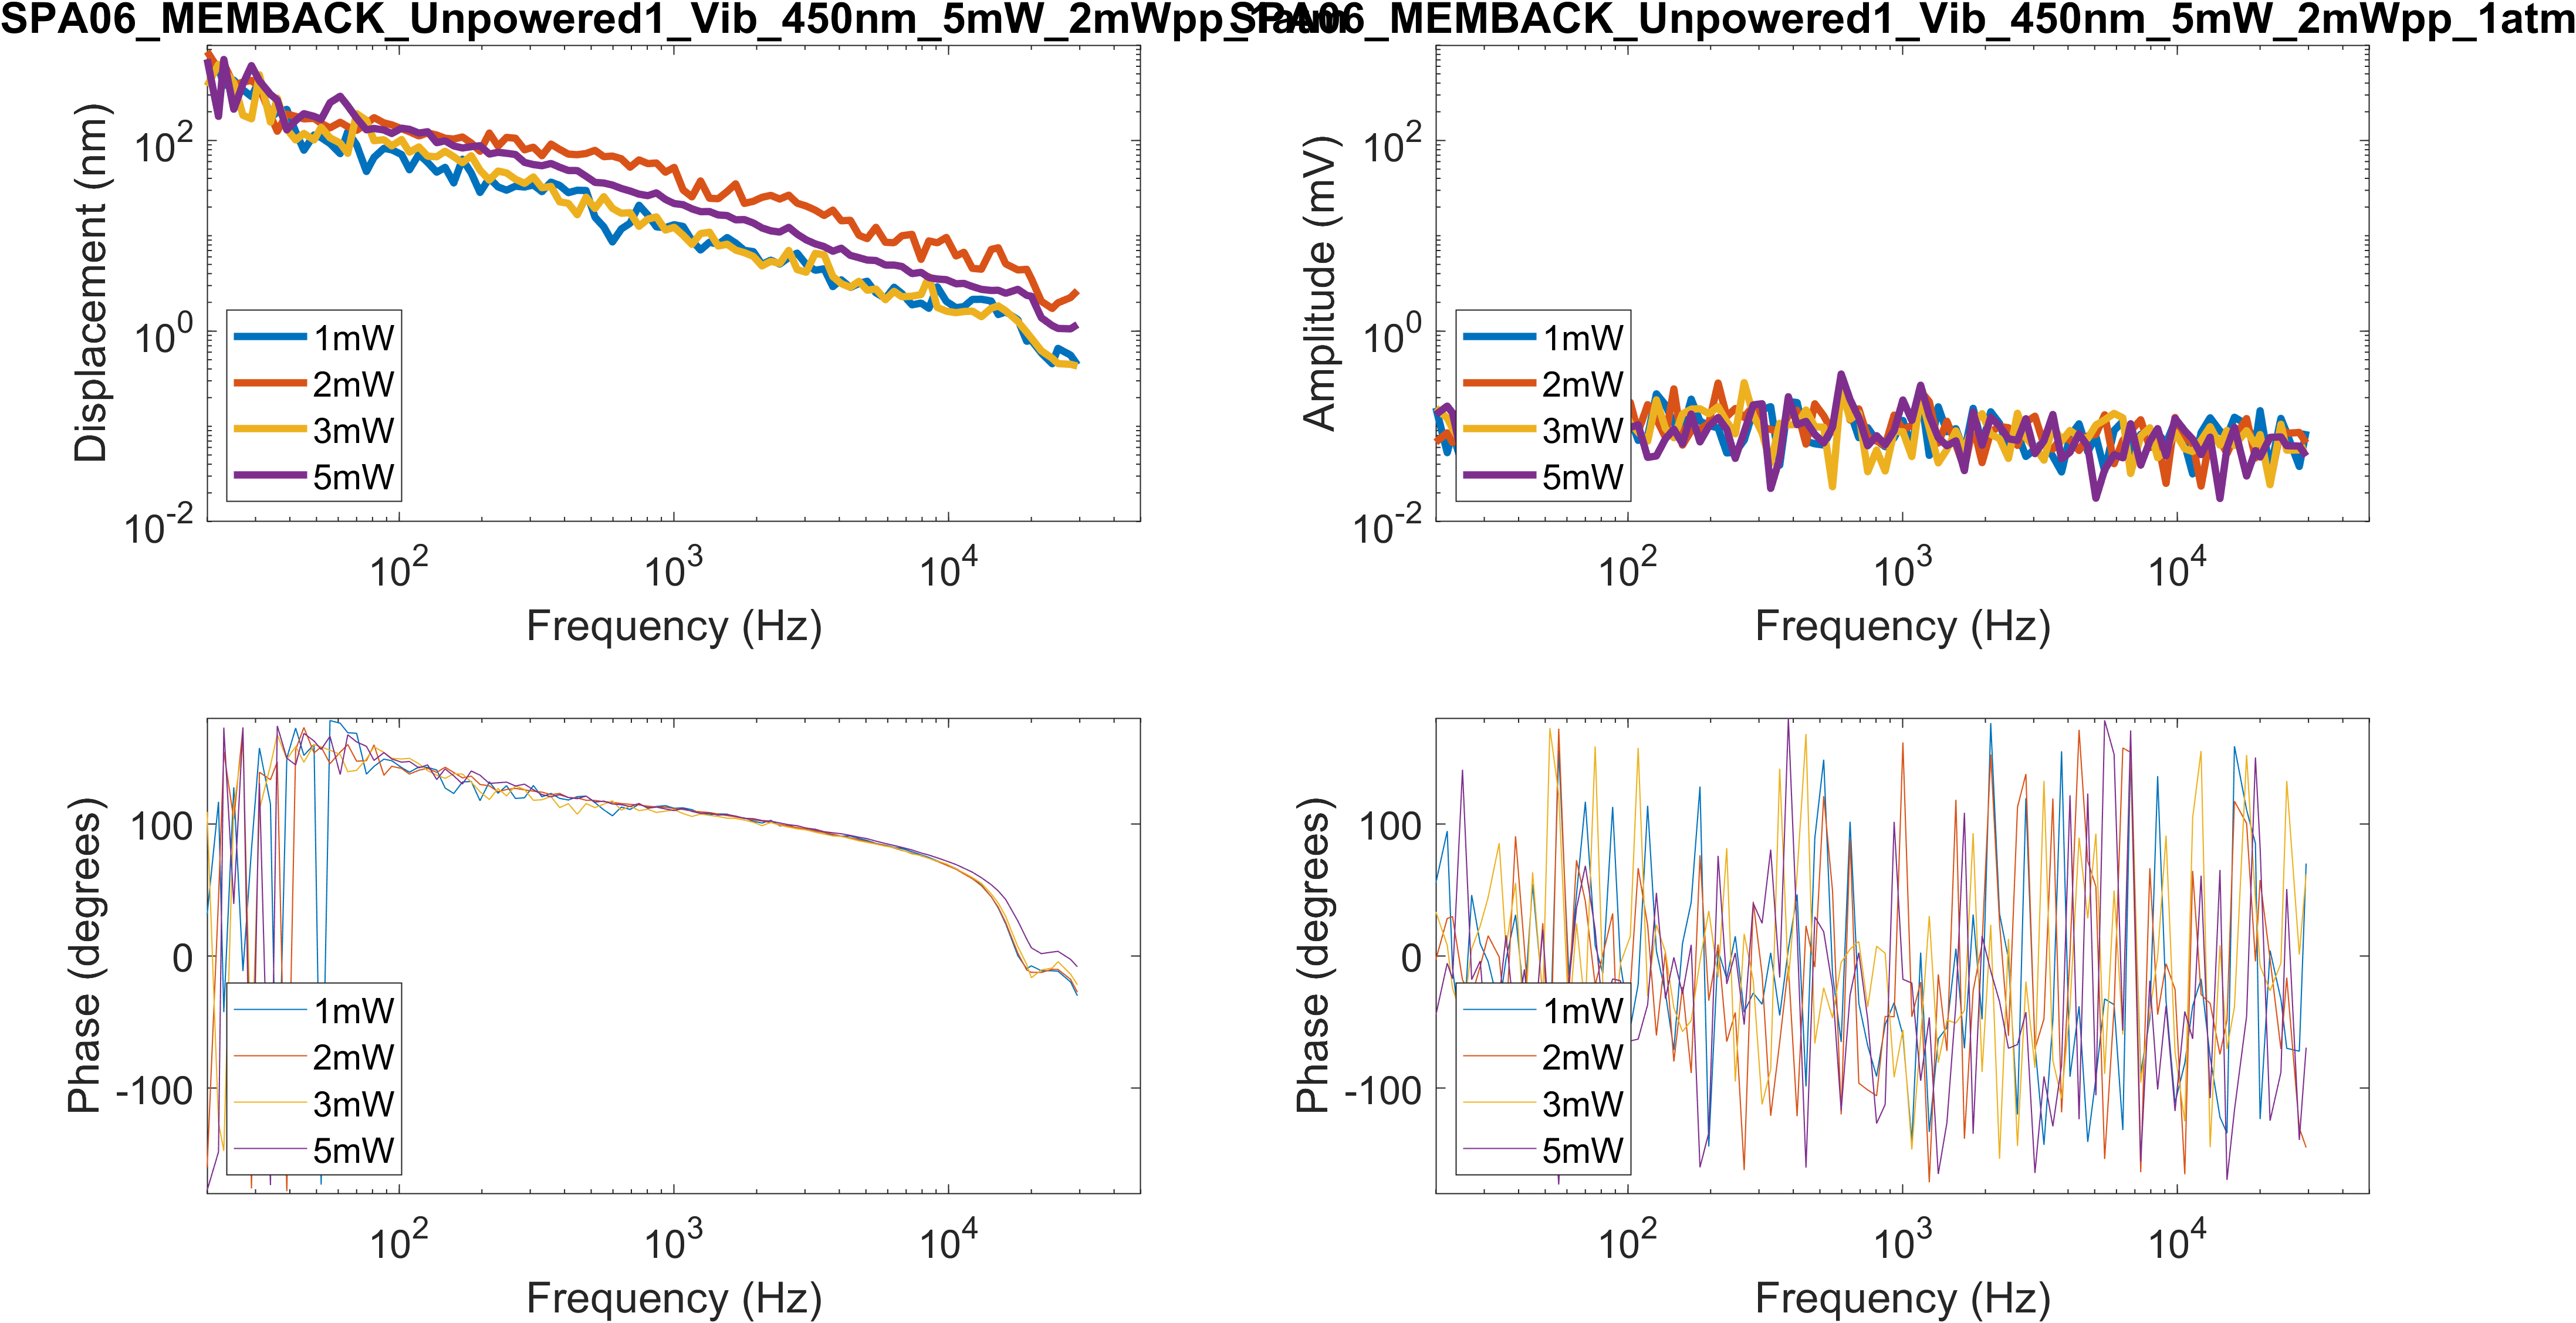 SPA06_MEMBACK_Unpowered1_Vib_450nm_5mW_2mWpp_1atm
SPA06_MEMBACK_Unpowered1_Vib_450nm_5mW_2mWpp_1atm
Displacement (nm)
10^2
10^0
10^-2
1mW
2mW
3mW
5mW
10^2 10^3 10^4
Frequency (Hz)
Amplitude (mV)
10^2
10^0
10^-2
1mW
2mW
3mW
5mW
10^2 10^3 10^4
Frequency (Hz)
Phase (degrees)
100
0
-100
1mW
2mW
3mW
5mW
10^2 10^3 10^4
Frequency (Hz)
Phase (degrees)
100
0
-100
1mW
2mW
3mW
5mW
10^2 10^3 10^4
Frequency (Hz)